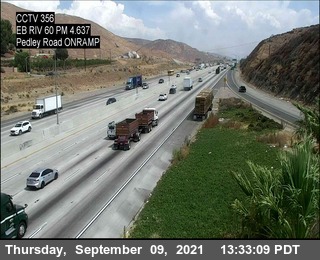 CCTV 356
EB RIV 60 PM 4.637
Pedley Road ONRAMP
Thursday, September 09, 2021 13:33:09 PDT